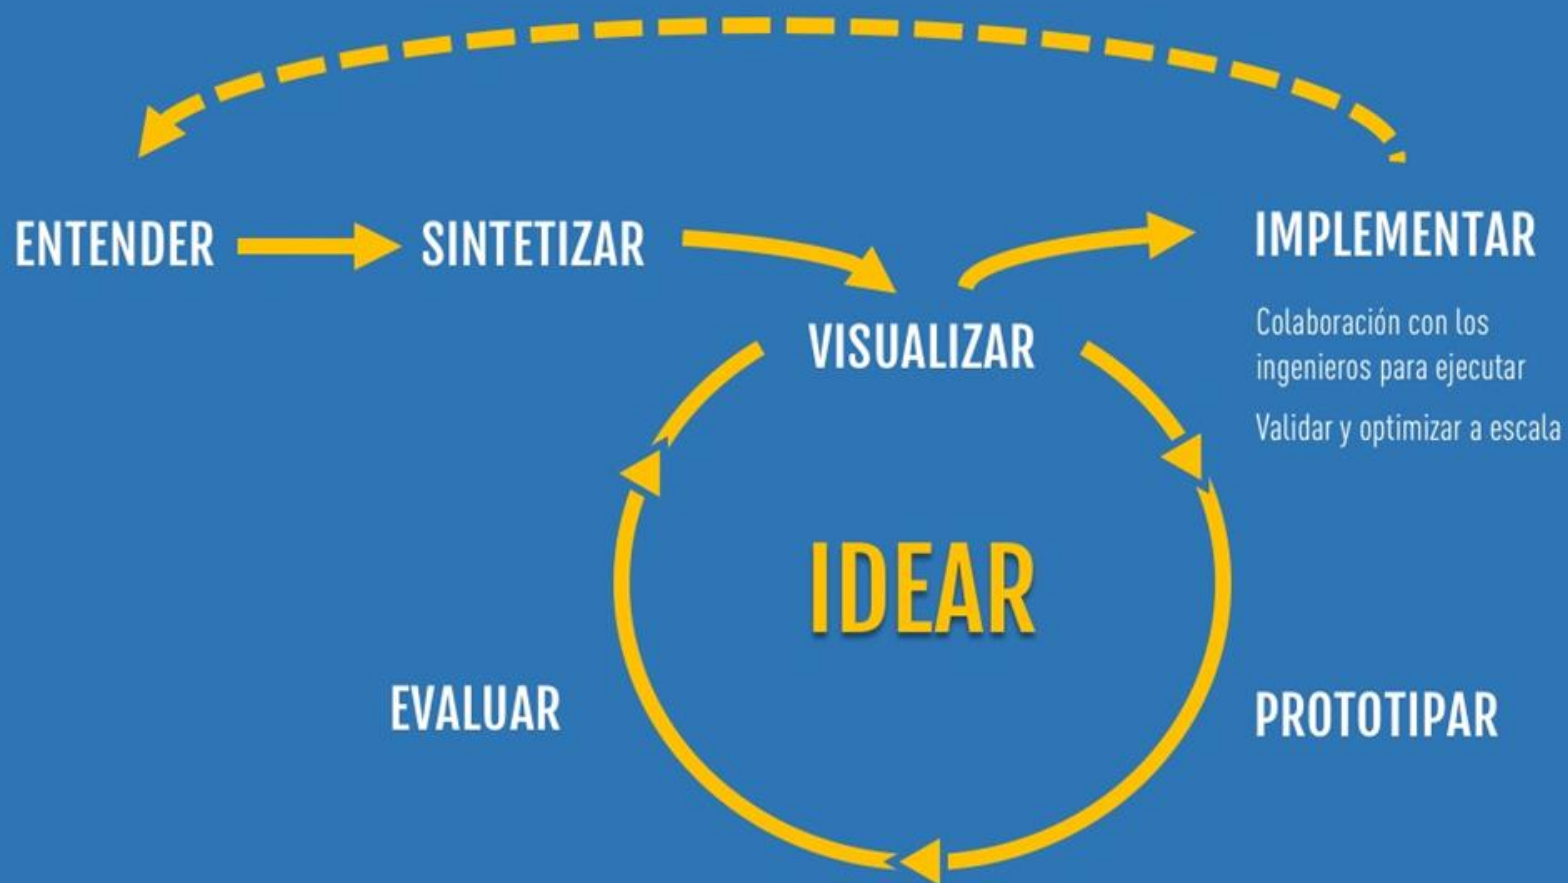 ENTENDER
SINTETIZAR
VISUALIZAR
IMPLEMENTAR
Colaboración con los
ingenieros para ejecutar
Validar y optimizar a escala
IDEAR
EVALUAR
PROTOTIPAR